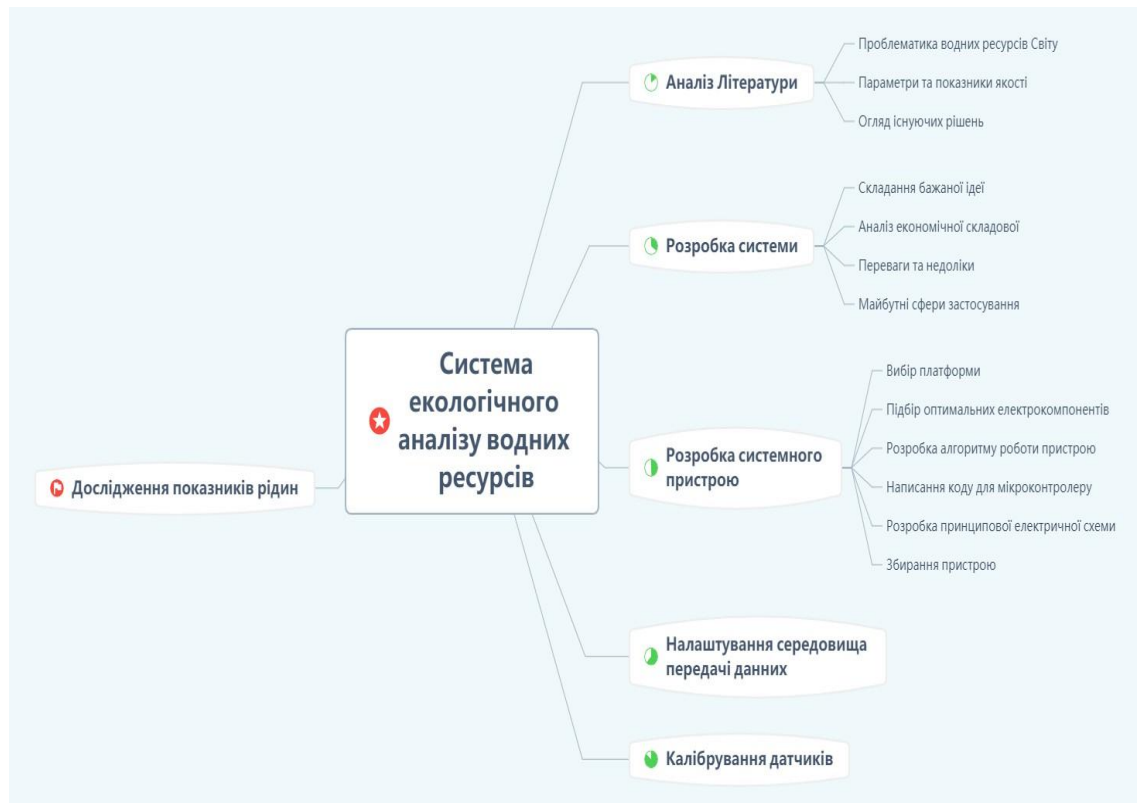 Проблематика водних ресурсів Світу
Аналіз Літератури
Параметри та показники якості
Огляд існуючих рішень
Складання бажаної ідеї
Аналіз економічної складової
Розробка системи
Переваги та недоліки
Майбутні сфери застосування
Система
екологічного
аналізу водних
ресурсів
Вибір платформи
Підбір оптимальних електрокомпонентів
Розробка системного
пристрою
Розробка алгоритму роботи пристрою
Написання коду для мікроконтролеру
Розробка принципової електричної схеми
Збирання пристрою
Дослідження показників рідин
Налаштування середовища
передачі данних
Калібрування датчиків